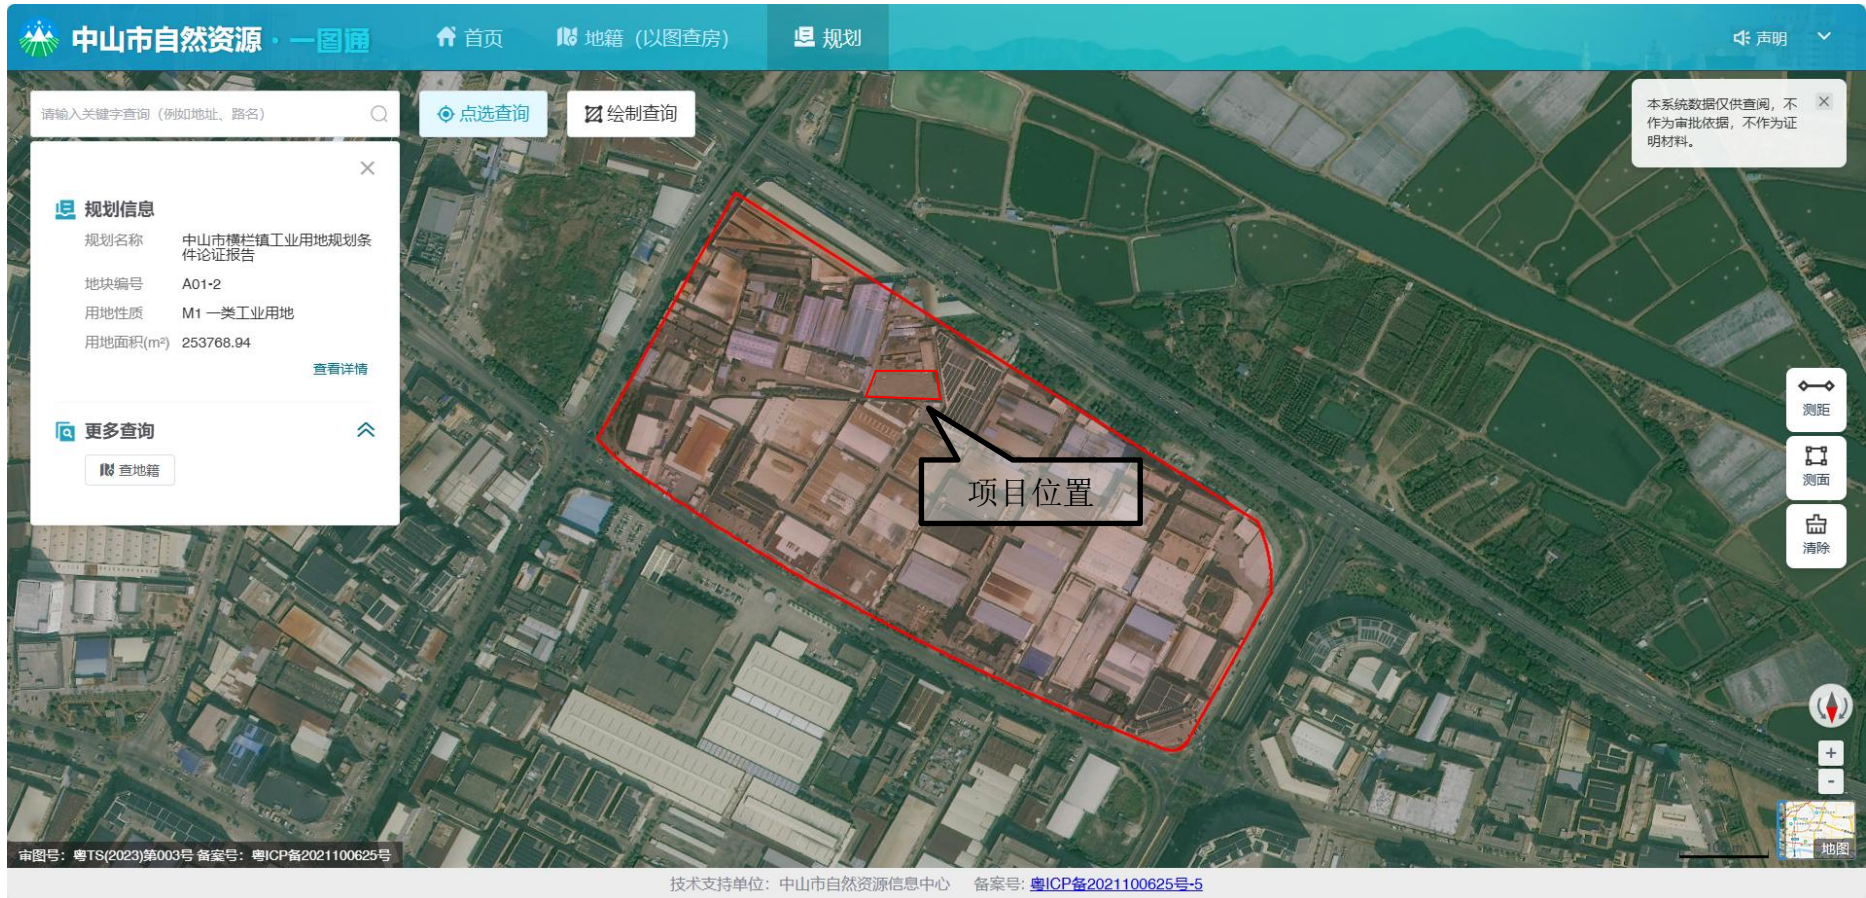 中山市自然资源·一图通
首页
地籍（以图查房）
规划
声明
请输入关键字查询（例如地址、路名）
点选查询
绘制查询
本系统数据仅供查阅，不
作为审批依据，不作为证
明材料。
规划信息
规划名称 中山市横栏镇工业用地规划条
件论证报告
地块编号 A01-2
用地性质 M1 一类工业用地
用地面积(m²) 253768.94
查看详情
更多查询
查地籍
项目位置
测距
测面
清除
+
-
地图
审图号：粤TS(2023)第003号 备案号：粤ICP备2021100625号
技术支持单位：中山市自然资源信息中心 备案号: 粤ICP备2021100625号-5